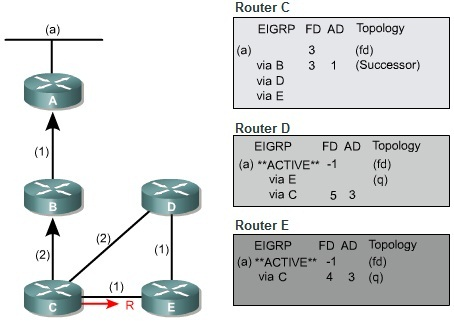 (a)
A
(1)
B
D
(2)
(2)
(1)
(1)
C
R
E
Router C
EIGRP FD AD Topology
(a) 3 (fd)
via B 3 1 (Successor)
via D
via E
Router D
EIGRP FD AD Topology
(a) **ACTIVE** -1 (fd)
via E (q)
via C 5 3
Router E
EIGRP FD AD Topology
(a) **ACTIVE** -1 (fd)
via C 4 3 (q)